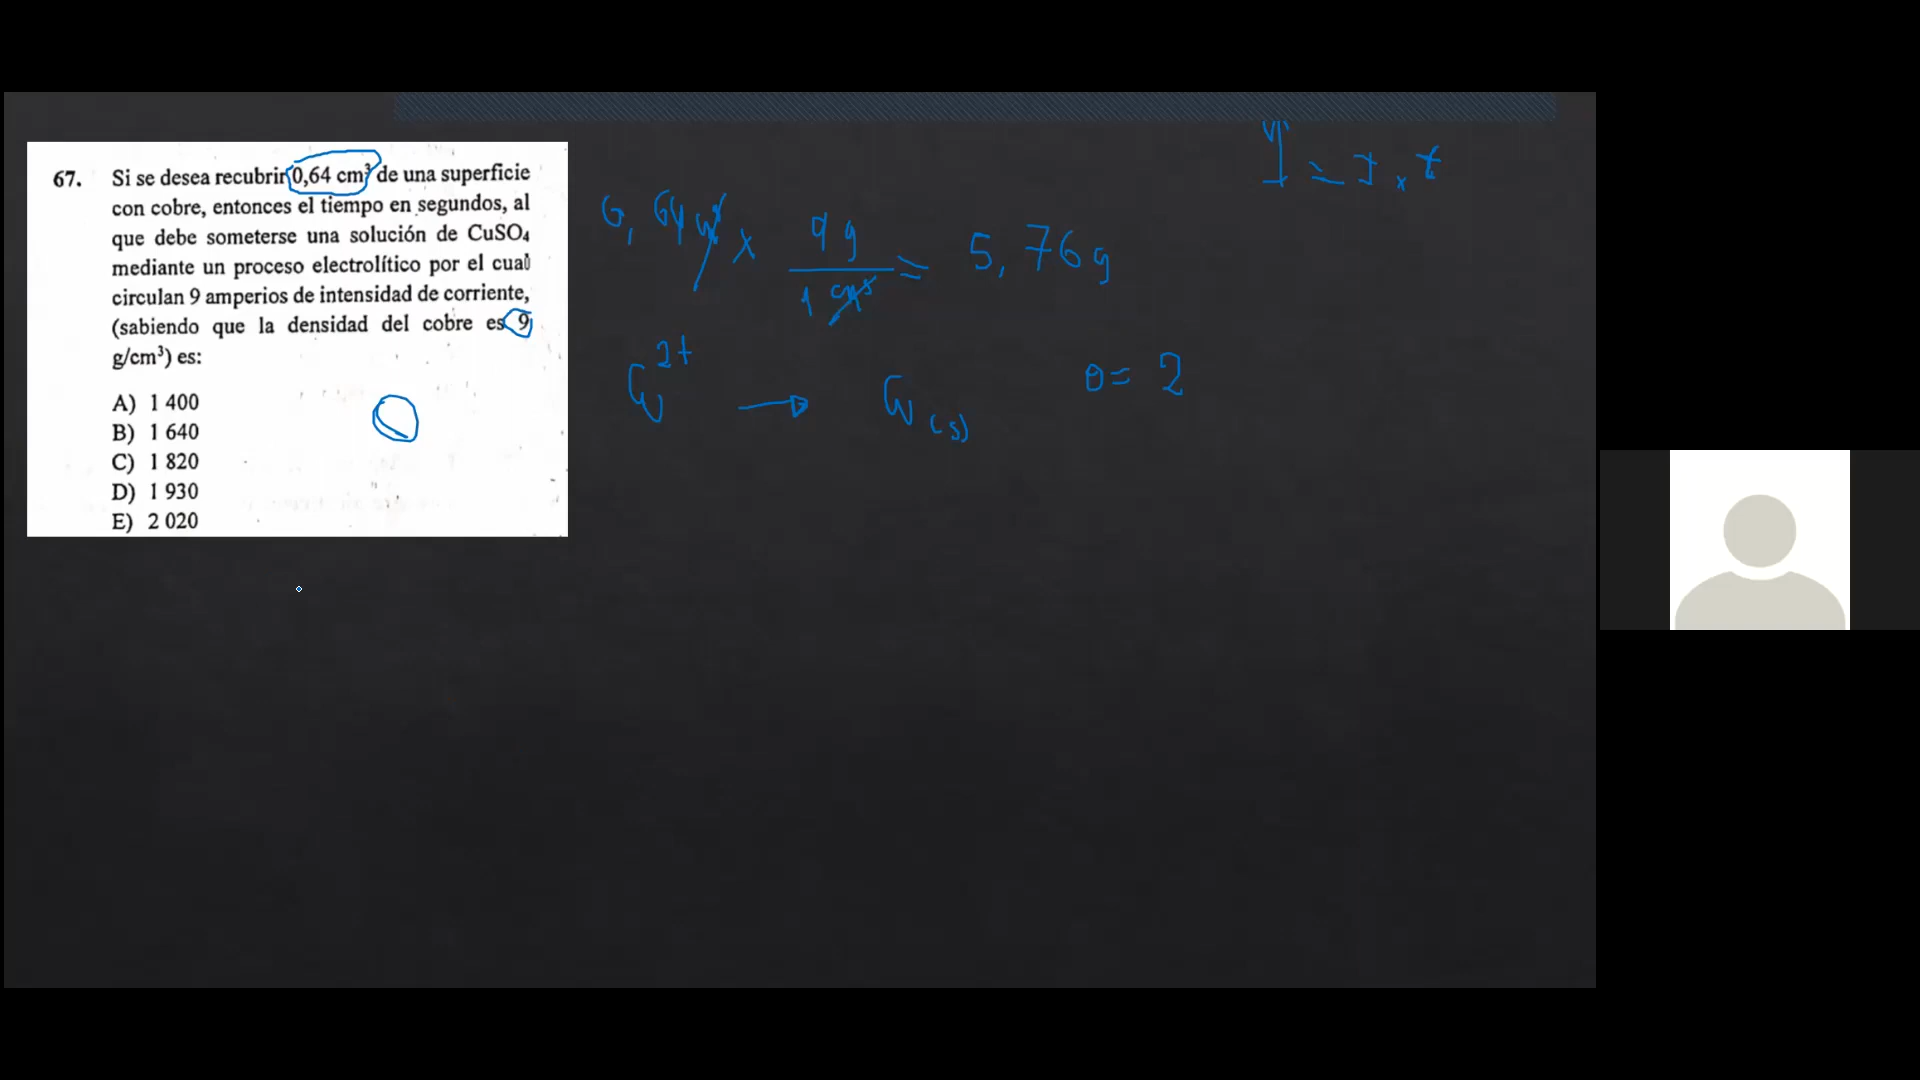 67. Si se desea recubrir 0,64 cm³ de una superficie
con cobre, entonces el tiempo en segundos, al
que debe someterse una solución de CuSO₄
mediante un proceso electrolítico por el cual
circulan 9 amperios de intensidad de corriente,
(sabiendo que la densidad del cobre es 9
g/cm³) es:
A) 1 400
B) 1 640
C) 1 820
D) 1 930
E) 2 020
= I × t
0,64 cm³ × 9 g / 1 cm³ = 5,76 g
Cu²⁺ → Cu (s) θ = 2